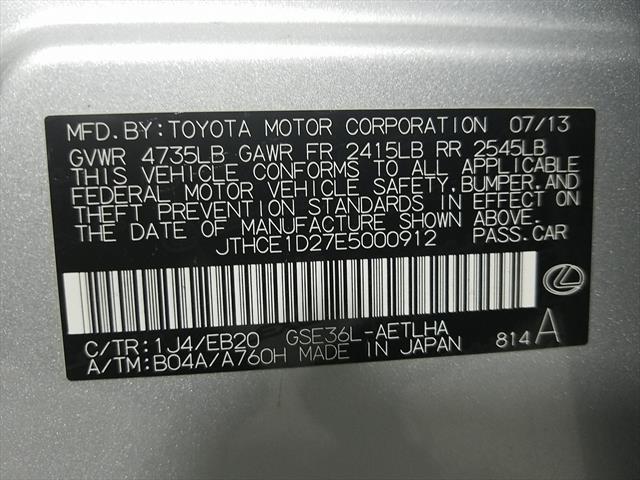 MFD.BY:TOYOTA MOTOR CORPORATION 07/13
GVWR 4735LB GAWR FR 2415LB RR 2545LB
THIS VEHICLE CONFORMS TO ALL APPLICABLE
FEDERAL MOTOR VEHICLE SAFETY,BUMPER,AND
THEFT PREVENTION STANDARDS IN EFFECT ON
THE DATE OF MANUFACTURE SHOWN ABOVE.
JTHCE1D27E5000912 PASS.CAR
C/TR:1J4/EB20 GSE36L-AETLHA
A/TM:B04A/A760H MADE IN JAPAN 814 A